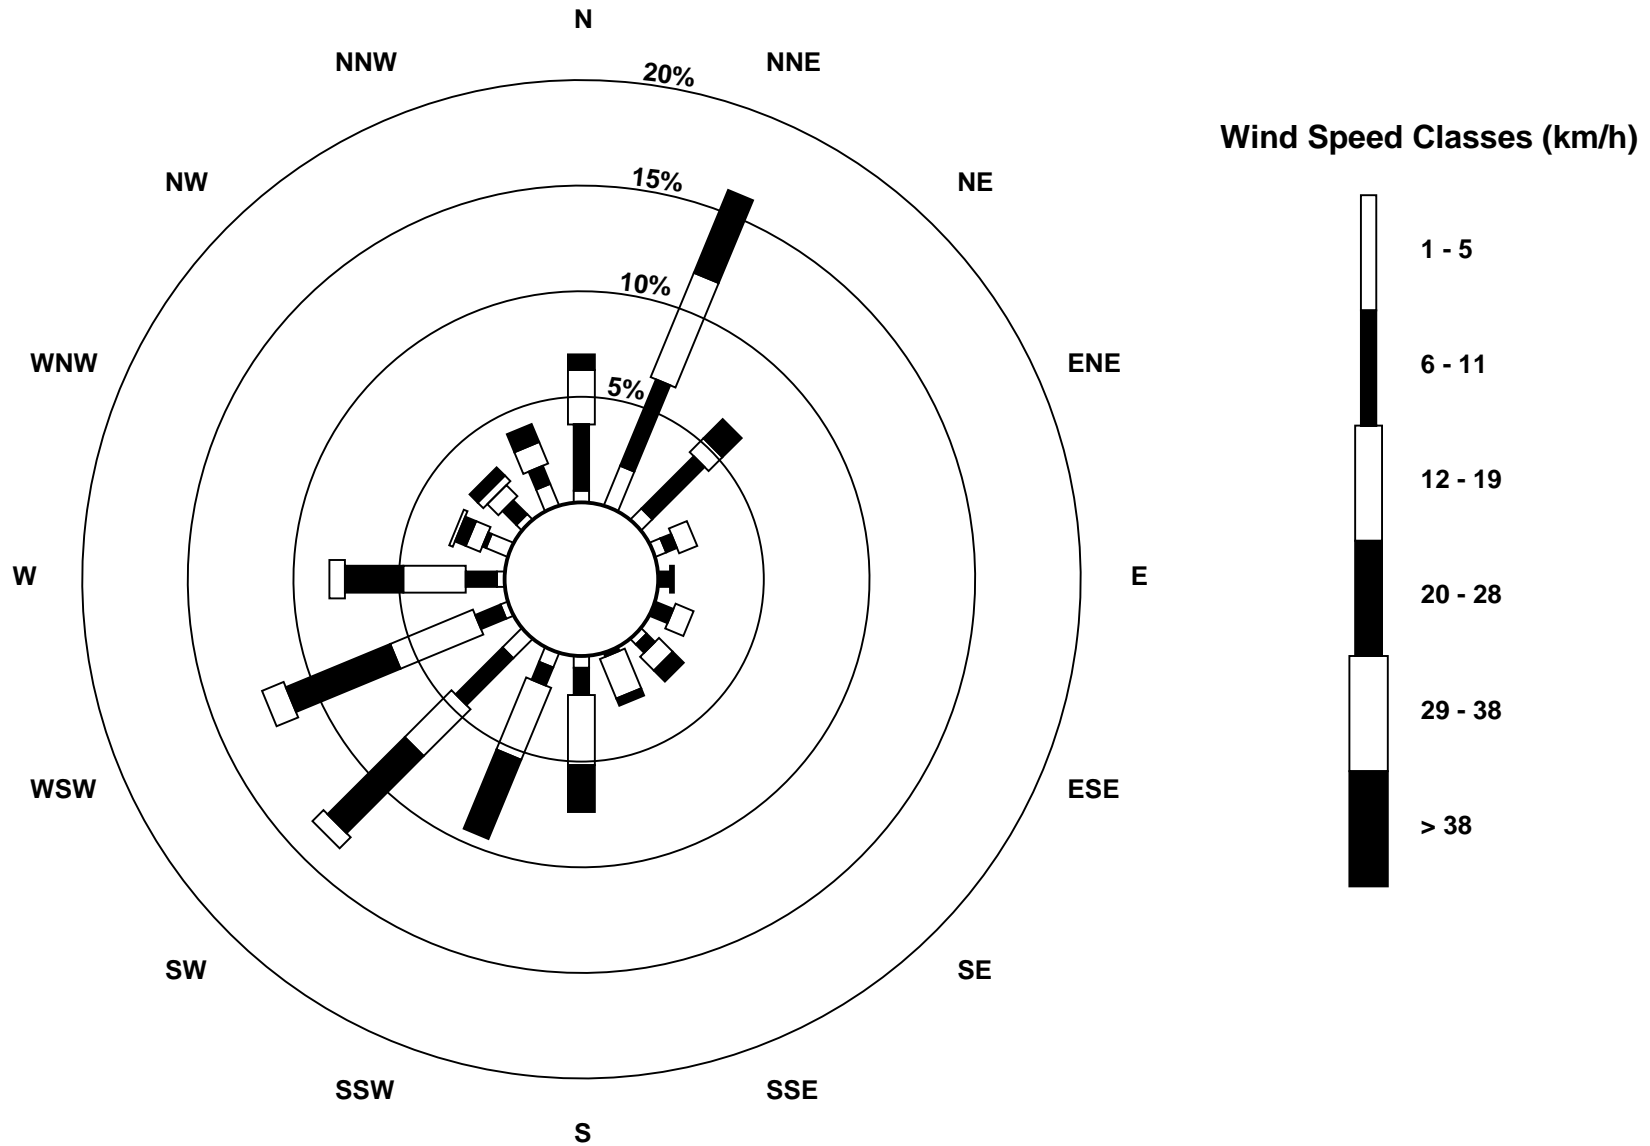 N
NNW
NNE
20%
Wind Speed Classes (km/h)
15%
NW
NE
1 - 5
10%
WNW
ENE
6 - 11
5%
12 - 19
W
E
20 - 28
29 - 38
WSW
ESE
> 38
SW
SE
SSW
SSE
S